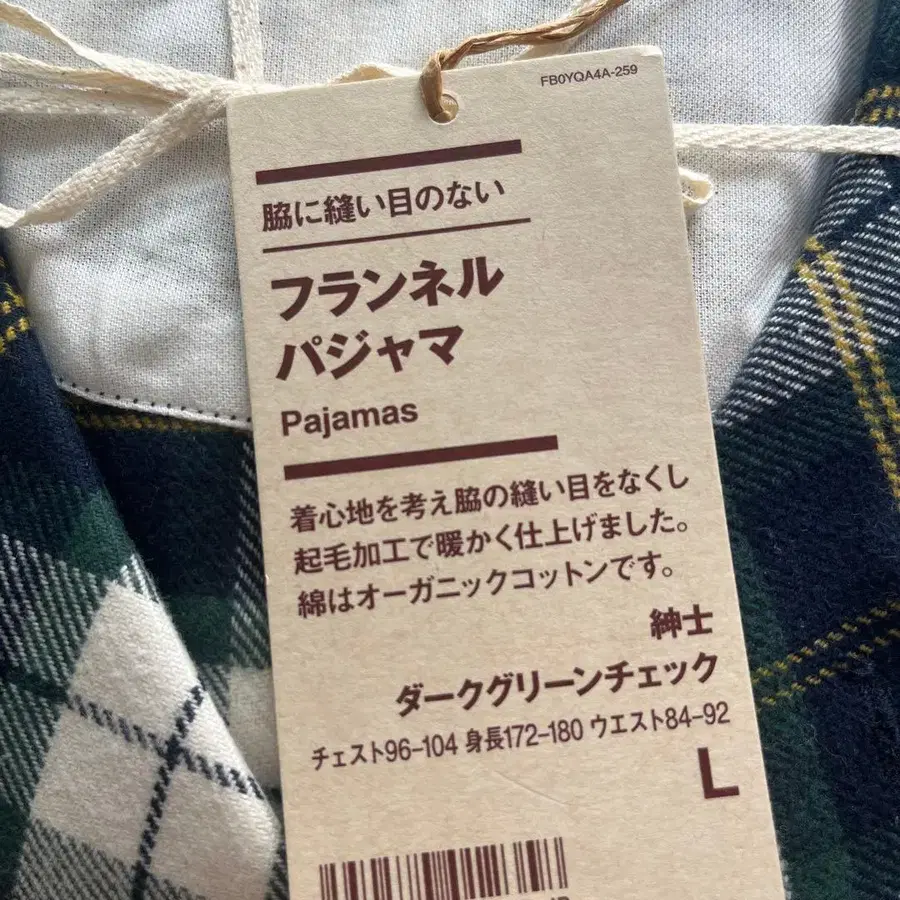 FB0YQA4A-259
脇に縫い目のない
フランネル
パジャマ
Pajamas
着心地を考え脇の縫い目をなくし
起毛加工で暖かく仕上げました。
綿はオーガニックコットンです。
紳士
ダークグリーンチェック
チェスト96-104 身長172-180 ウエスト84-92
L